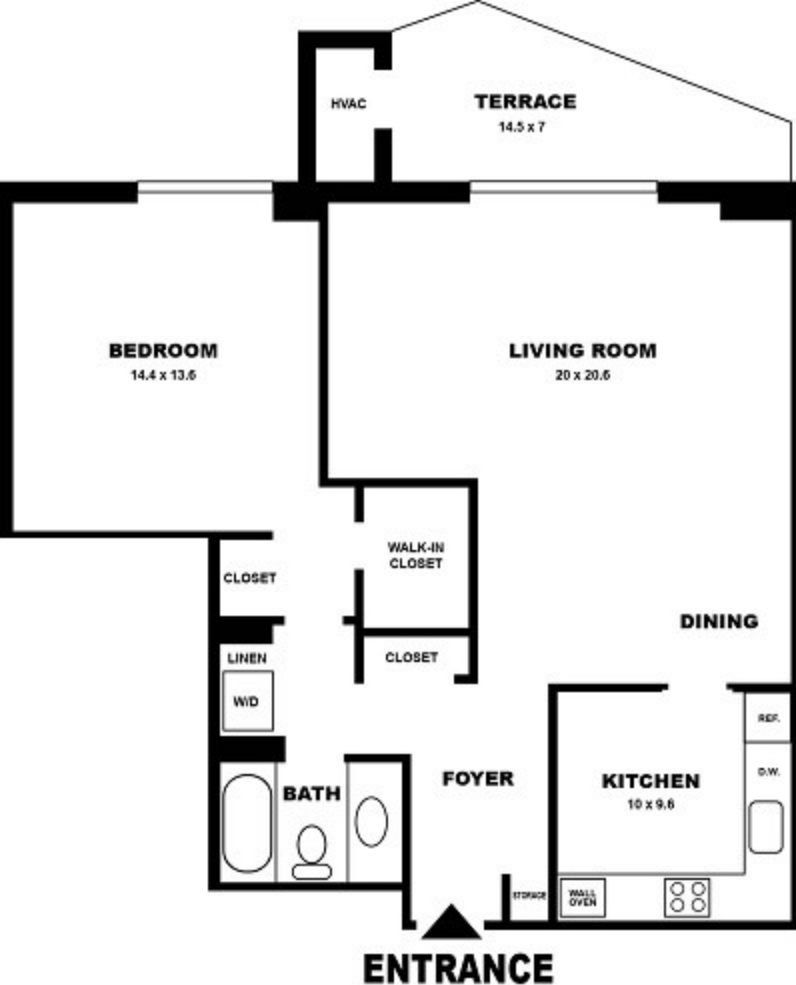 HVAC
TERRACE
14.5 x 7
BEDROOM
14.4 x 13.6
LIVING ROOM
20 x 20.6
WALK-IN
CLOSET
CLOSET
DINING
CLOSET
LINEN
W/D
REF.
D.W.
FOYER
KITCHEN
10 x 9.6
BATH
STORAGE
WALL
OVEN
ENTRANCE